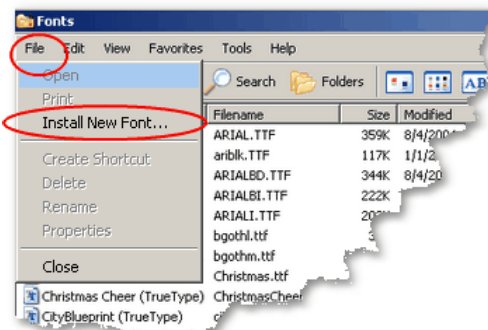 Fonts
File Edit View Favorites Tools Help
Open
Print
Install New Font...
Create Shortcut
Delete
Rename
Properties
Close
Search Folders
Filename Size Modified
ARIAL.TTF 359K
ariblk.TTF 117K
ARIALBD.TTF 344K
ARIALBI.TTF 222K
ARIALI.TTF
bgothl.ttf
bgothm.ttf
Christmas.ttf
Christmas Cheer (TrueType) ChristmasCheer
CityBlueprint (TrueType)